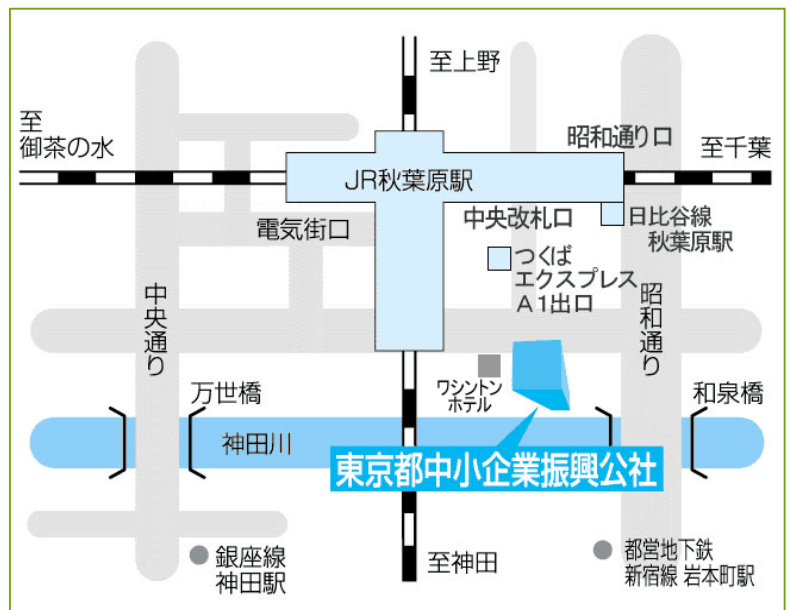 至上野
至
御茶の水
昭和通り口
至千葉
JR秋葉原駅
電気街口
中央改札口
日比谷線
秋葉原駅
つくば
エクスプレス
A1出口
中央通り
昭和通り
万世橋
ワシントン
ホテル
和泉橋
神田川
東京都中小企業振興公社
銀座線
神田駅
至神田
都営地下鉄
新宿線 岩本町駅